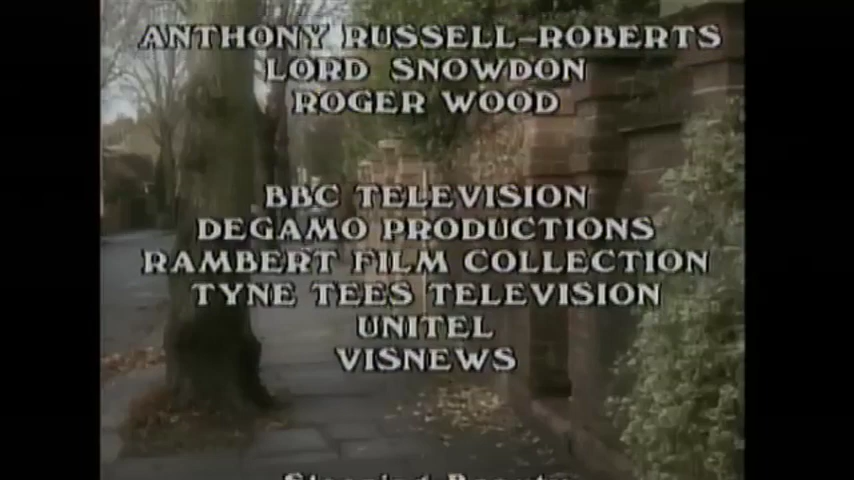 ANTHONY RUSSELL-ROBERTS
LORD SNOWDON
ROGER WOOD
BBC TELEVISION
DEGAMO PRODUCTIONS
RAMBERT FILM COLLECTION
TYNE TEES TELEVISION
UNITEL
VISNEWS